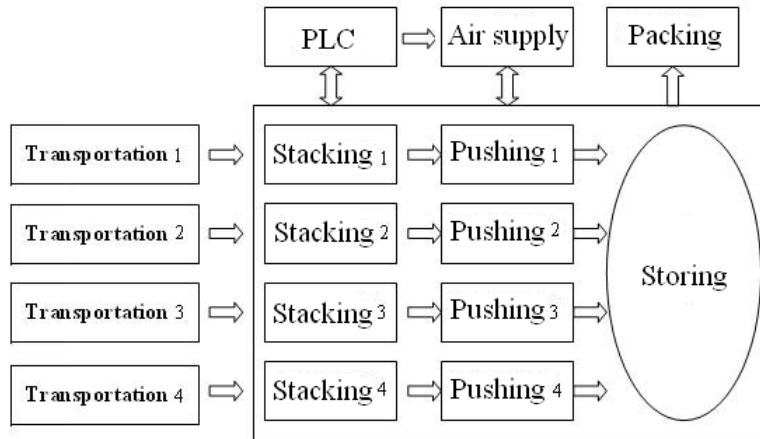 PLC
Air supply
Packing
Transportation 1
Stacking 1
Pushing 1
Transportation 2
Stacking 2
Pushing 2
Storing
Transportation 3
Stacking 3
Pushing 3
Transportation 4
Stacking 4
Pushing 4